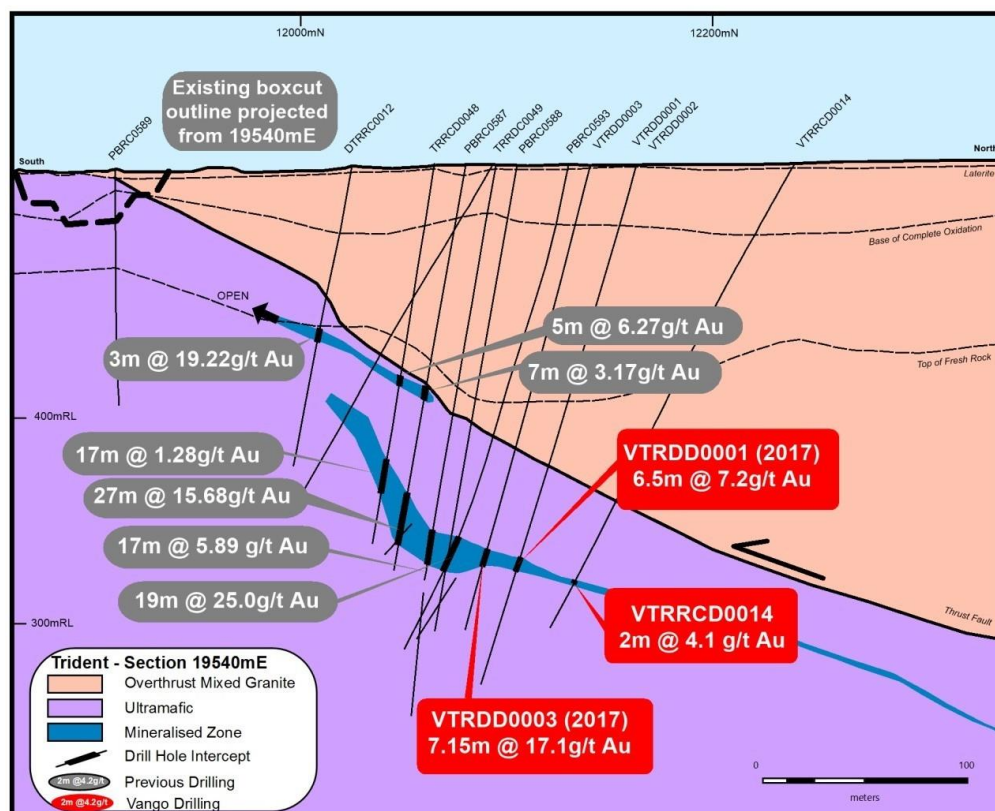 12000mN
12200mN
Existing boxcut
outline projected
from 19540mE
PBRC0589
DTRRC0012
TRRCD0048
PBRC0587
TRRDC0049
PBRC0588
PBRC0593
VTRDD0003
VTRDD0001
VTRDD0002
VTRRCD0014
South
North
Laterite
Base of Complete Oxidation
OPEN
5m @ 6.27g/t Au
3m @ 19.22g/t Au
7m @ 3.17g/t Au
Top of Fresh Rock
400mRL
17m @ 1.28g/t Au
VTRDD0001 (2017)
6.5m @ 7.2g/t Au
27m @ 15.68g/t Au
17m @ 5.89 g/t Au
19m @ 25.0g/t Au
VTRRCD0014
2m @ 4.1 g/t Au
Thrust Fault
300mRL
Trident - Section 19540mE
Overthrust Mixed Granite
Ultramafic
Mineralised Zone
Drill Hole Intercept
2m @4.2g/t
Previous Drilling
2m @4.2g/t
Vango Drilling
VTRDD0003 (2017)
7.15m @ 17.1g/t Au
0
100
meters